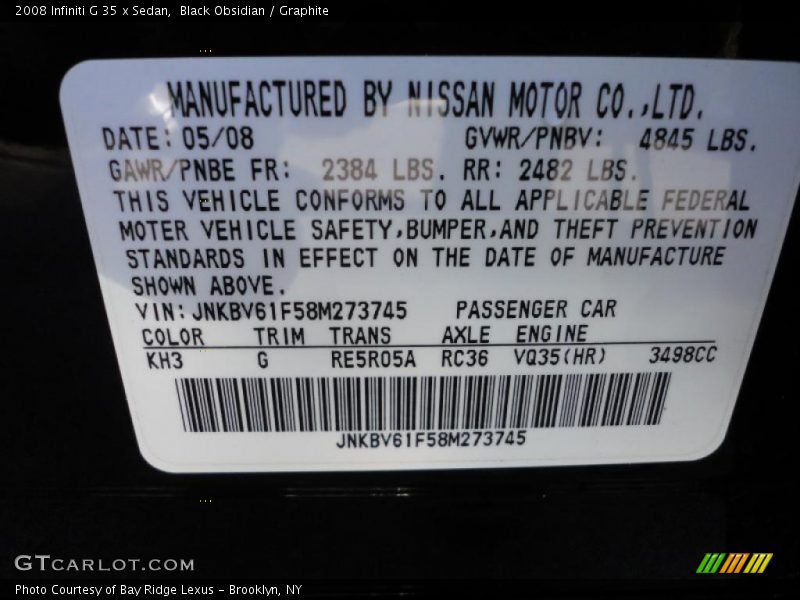 2008 Infiniti G 35 x Sedan, Black Obsidian / Graphite
MANUFACTURED BY NISSAN MOTOR CO.,LTD.
DATE: 05/08 GVWR/PNBV: 4845 LBS.
GAWR/PNBE FR: 2384 LBS. RR: 2482 LBS.
THIS VEHICLE CONFORMS TO ALL APPLICABLE FEDERAL
MOTER VEHICLE SAFETY,BUMPER,AND THEFT PREVENTION
STANDARDS IN EFFECT ON THE DATE OF MANUFACTURE
SHOWN ABOVE.
VIN: JNKBV61F58M273745 PASSENGER CAR
COLOR TRIM TRANS AXLE ENGINE
KH3 G RE5R05A RC36 VQ35(HR) 3498CC
JNKBV61F58M273745
GTCARLOT.COM
Photo Courtesy of Bay Ridge Lexus – Brooklyn, NY